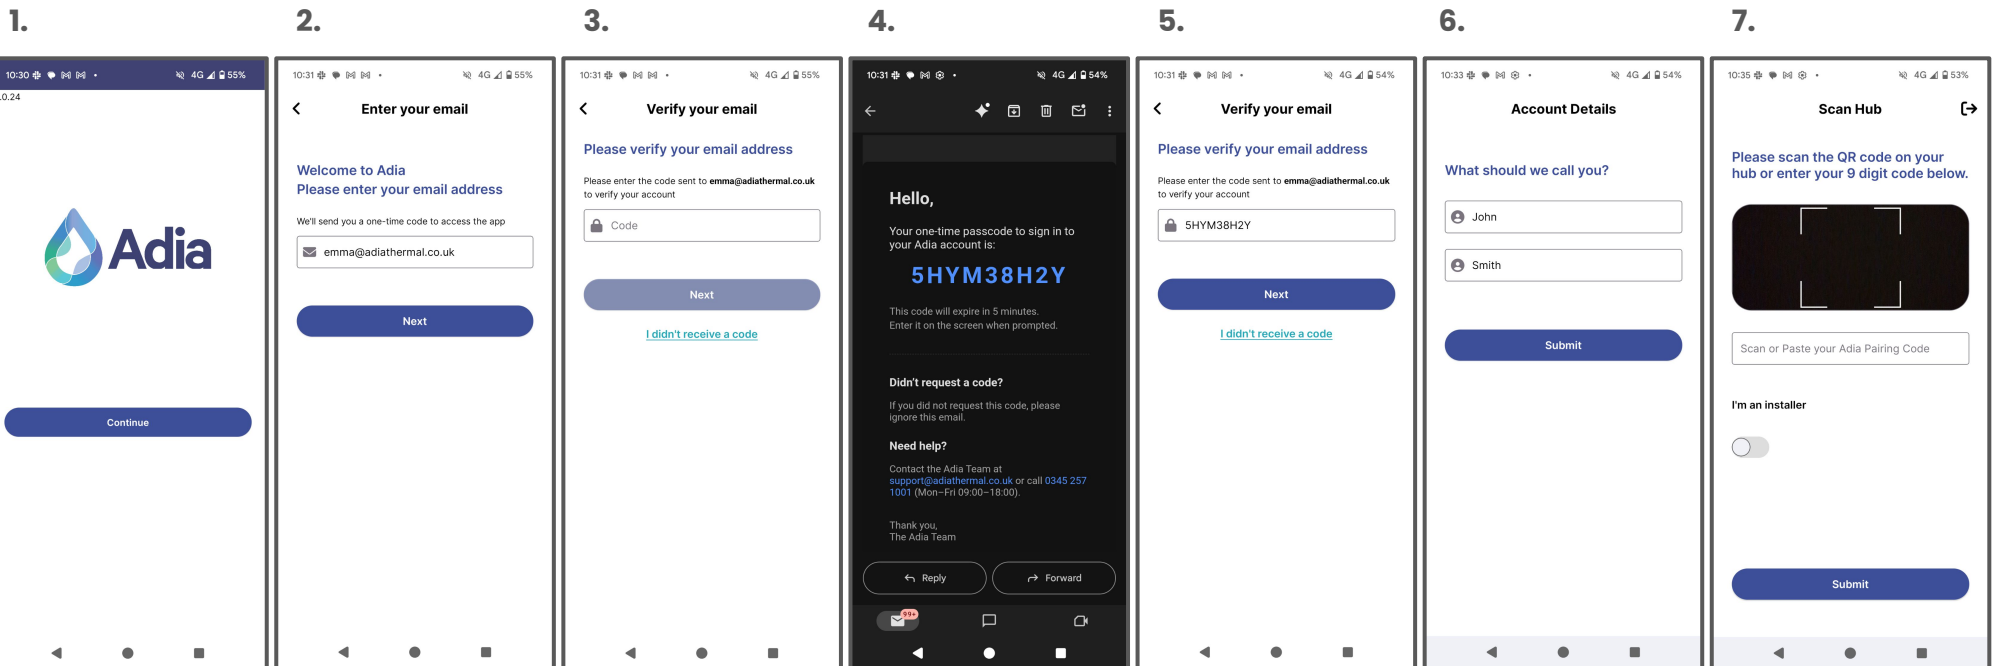 1.
10:30
4G
55%
0.24
Adia
Continue
2.
10:31
4G
55%
Enter your email
Welcome to Adia
Please enter your email address
We'll send you a one-time code to access the app
emma@adiathermal.co.uk
Next
3.
10:31
4G
55%
Verify your email
Please verify your email address
Please enter the code sent to emma@adiathermal.co.uk
to verify your account
Code
Next
I didn't receive a code
4.
10:31
4G
54%
Hello,
Your one-time passcode to sign in to
your Adia account is:
5HYM38H2Y
This code will expire in 5 minutes.
Enter it on the screen when prompted.
Didn't request a code?
If you did not request this code, please
ignore this email.
Need help?
Contact the Adia Team at
support@adiathermal.co.uk or call 0345 257
1001 (Mon–Fri 09:00–18:00).
Thank you,
The Adia Team
Reply
Forward
99+
5.
10:31
4G
54%
Verify your email
Please verify your email address
Please enter the code sent to emma@adiathermal.co.uk
to verify your account
5HYM38H2Y
Next
I didn't receive a code
6.
10:33
4G
54%
Account Details
What should we call you?
John
Smith
Submit
7.
10:35
4G
53%
Scan Hub
Please scan the QR code on your
hub or enter your 9 digit code below.
Scan or Paste your Adia Pairing Code
I'm an installer
Submit